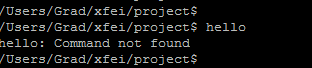 /Users/Grad/xfei/project$
/Users/Grad/xfei/project$ hello
hello: Command not found
/Users/Grad/xfei/project$